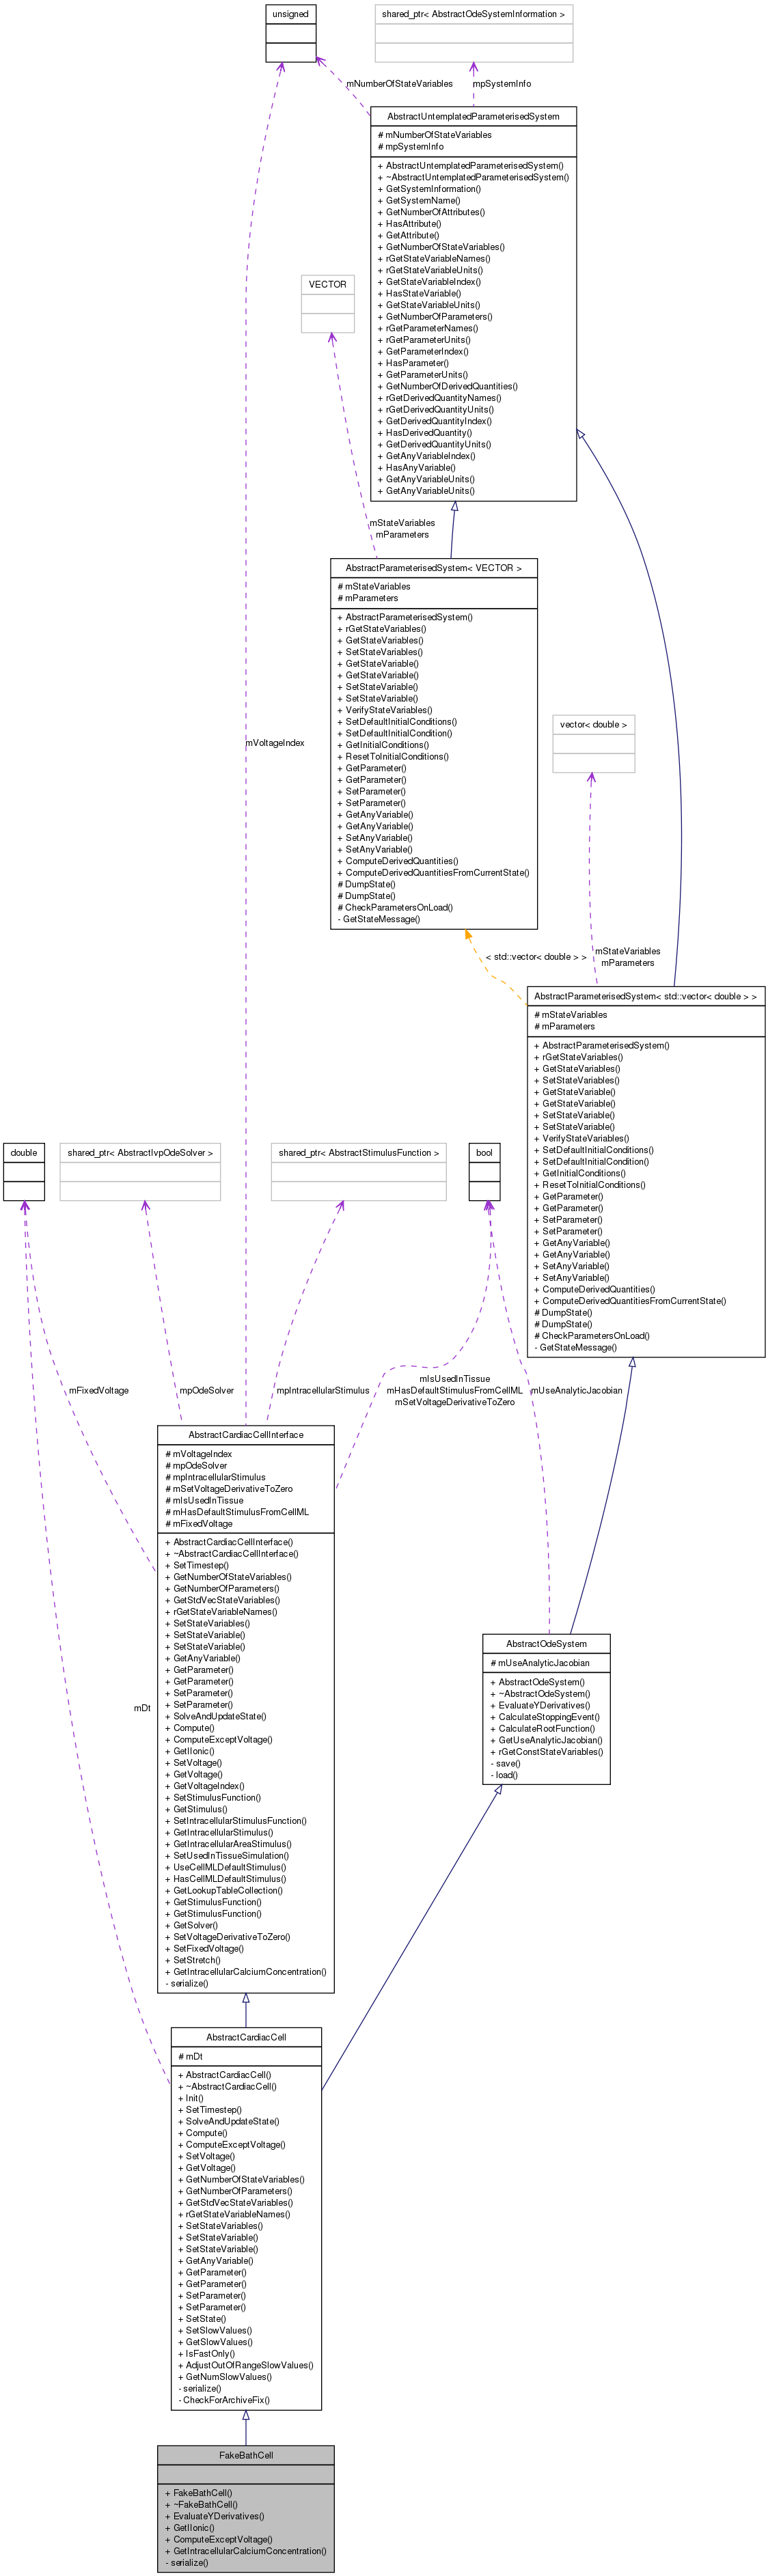 unsigned
shared_ptr< AbstractOdeSystemInformation >
mNumberOfStateVariables
mpSystemInfo
AbstractUntemplatedParameterisedSystem
# mNumberOfStateVariables
# mpSystemInfo
+ AbstractUntemplatedParameterisedSystem()
+ ~AbstractUntemplatedParameterisedSystem()
+ GetSystemInformation()
+ GetSystemName()
+ GetNumberOfAttributes()
+ HasAttribute()
+ GetAttribute()
+ GetNumberOfStateVariables()
+ rGetStateVariableNames()
+ rGetStateVariableUnits()
+ GetStateVariableIndex()
+ HasStateVariable()
+ GetStateVariableUnits()
+ GetNumberOfParameters()
+ rGetParameterNames()
+ rGetParameterUnits()
+ GetParameterIndex()
+ HasParameter()
+ GetParameterUnits()
+ GetNumberOfDerivedQuantities()
+ rGetDerivedQuantityNames()
+ rGetDerivedQuantityUnits()
+ GetDerivedQuantityIndex()
+ HasDerivedQuantity()
+ GetDerivedQuantityUnits()
+ GetAnyVariableIndex()
+ HasAnyVariable()
+ GetAnyVariableUnits()
+ GetAnyVariableUnits()
VECTOR
mStateVariables
mParameters
AbstractParameterisedSystem< VECTOR >
# mStateVariables
# mParameters
+ AbstractParameterisedSystem()
+ rGetStateVariables()
+ GetStateVariables()
+ SetStateVariables()
+ GetStateVariable()
+ GetStateVariable()
+ SetStateVariable()
+ SetStateVariable()
+ VerifyStateVariables()
+ SetDefaultInitialConditions()
+ SetDefaultInitialCondition()
+ GetInitialConditions()
+ ResetToInitialConditions()
+ GetParameter()
+ GetParameter()
+ SetParameter()
+ SetParameter()
+ GetAnyVariable()
+ GetAnyVariable()
+ SetAnyVariable()
+ SetAnyVariable()
+ ComputeDerivedQuantities()
+ ComputeDerivedQuantitiesFromCurrentState()
# DumpState()
# DumpState()
# CheckParametersOnLoad()
- GetStateMessage()
mVoltageIndex
vector< double >
< std::vector< double > >
mStateVariables
mParameters
AbstractParameterisedSystem< std::vector< double > >
# mStateVariables
# mParameters
+ AbstractParameterisedSystem()
+ rGetStateVariables()
+ GetStateVariables()
+ SetStateVariables()
+ GetStateVariable()
+ GetStateVariable()
+ SetStateVariable()
+ SetStateVariable()
+ VerifyStateVariables()
+ SetDefaultInitialConditions()
+ SetDefaultInitialCondition()
+ GetInitialConditions()
+ ResetToInitialConditions()
+ GetParameter()
+ GetParameter()
+ SetParameter()
+ SetParameter()
+ GetAnyVariable()
+ GetAnyVariable()
+ SetAnyVariable()
+ SetAnyVariable()
+ ComputeDerivedQuantities()
+ ComputeDerivedQuantitiesFromCurrentState()
# DumpState()
# DumpState()
# CheckParametersOnLoad()
- GetStateMessage()
double
shared_ptr< AbstractIvpOdeSolver >
shared_ptr< AbstractStimulusFunction >
bool
mFixedVoltage
mpOdeSolver
mpIntracellularStimulus
mIsUsedInTissue
mHasDefaultStimulusFromCellML
mSetVoltageDerivativeToZero
mUseAnalyticJacobian
AbstractCardiacCellInterface
# mVoltageIndex
# mpOdeSolver
# mpIntracellularStimulus
# mSetVoltageDerivativeToZero
# mIsUsedInTissue
# mHasDefaultStimulusFromCellML
# mFixedVoltage
+ AbstractCardiacCellInterface()
+ ~AbstractCardiacCellInterface()
+ SetTimestep()
+ GetNumberOfStateVariables()
+ GetNumberOfParameters()
+ GetStdVecStateVariables()
+ rGetStateVariableNames()
+ SetStateVariables()
+ SetStateVariable()
+ SetStateVariable()
+ GetAnyVariable()
+ GetParameter()
+ GetParameter()
+ SetParameter()
+ SetParameter()
+ SolveAndUpdateState()
+ Compute()
+ ComputeExceptVoltage()
+ GetIIonic()
+ SetVoltage()
+ GetVoltage()
+ GetVoltageIndex()
+ SetStimulusFunction()
+ GetStimulus()
+ SetIntracellularStimulusFunction()
+ GetIntracellularStimulus()
+ GetIntracellularAreaStimulus()
+ SetUsedInTissueSimulation()
+ UseCellMLDefaultStimulus()
+ HasCellMLDefaultStimulus()
+ GetLookupTableCollection()
+ GetStimulusFunction()
+ GetStimulusFunction()
+ GetSolver()
+ SetVoltageDerivativeToZero()
+ SetFixedVoltage()
+ SetStretch()
+ GetIntracellularCalciumConcentration()
- serialize()
mDt
AbstractOdeSystem
# mUseAnalyticJacobian
+ AbstractOdeSystem()
+ ~AbstractOdeSystem()
+ EvaluateYDerivatives()
+ CalculateStoppingEvent()
+ CalculateRootFunction()
+ GetUseAnalyticJacobian()
+ rGetConstStateVariables()
- save()
- load()
AbstractCardiacCell
# mDt
+ AbstractCardiacCell()
+ ~AbstractCardiacCell()
+ Init()
+ SetTimestep()
+ SolveAndUpdateState()
+ Compute()
+ ComputeExceptVoltage()
+ SetVoltage()
+ GetVoltage()
+ GetNumberOfStateVariables()
+ GetNumberOfParameters()
+ GetStdVecStateVariables()
+ rGetStateVariableNames()
+ SetStateVariables()
+ SetStateVariable()
+ SetStateVariable()
+ GetAnyVariable()
+ GetParameter()
+ GetParameter()
+ SetParameter()
+ SetParameter()
+ SetState()
+ SetSlowValues()
+ GetSlowValues()
+ IsFastOnly()
+ AdjustOutOfRangeSlowValues()
+ GetNumSlowValues()
- serialize()
- CheckForArchiveFix()
FakeBathCell
+ FakeBathCell()
+ ~FakeBathCell()
+ EvaluateYDerivatives()
+ GetIIonic()
+ ComputeExceptVoltage()
+ GetIntracellularCalciumConcentration()
- serialize()